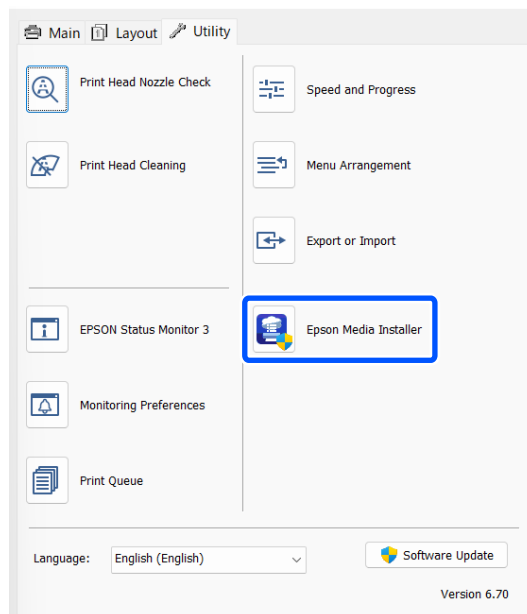 Main Layout Utility
Print Head Nozzle Check
Speed and Progress
Print Head Cleaning
Menu Arrangement
Export or Import
EPSON Status Monitor 3
Epson Media Installer
Monitoring Preferences
Print Queue
Language: English (English)
Software Update
Version 6.70